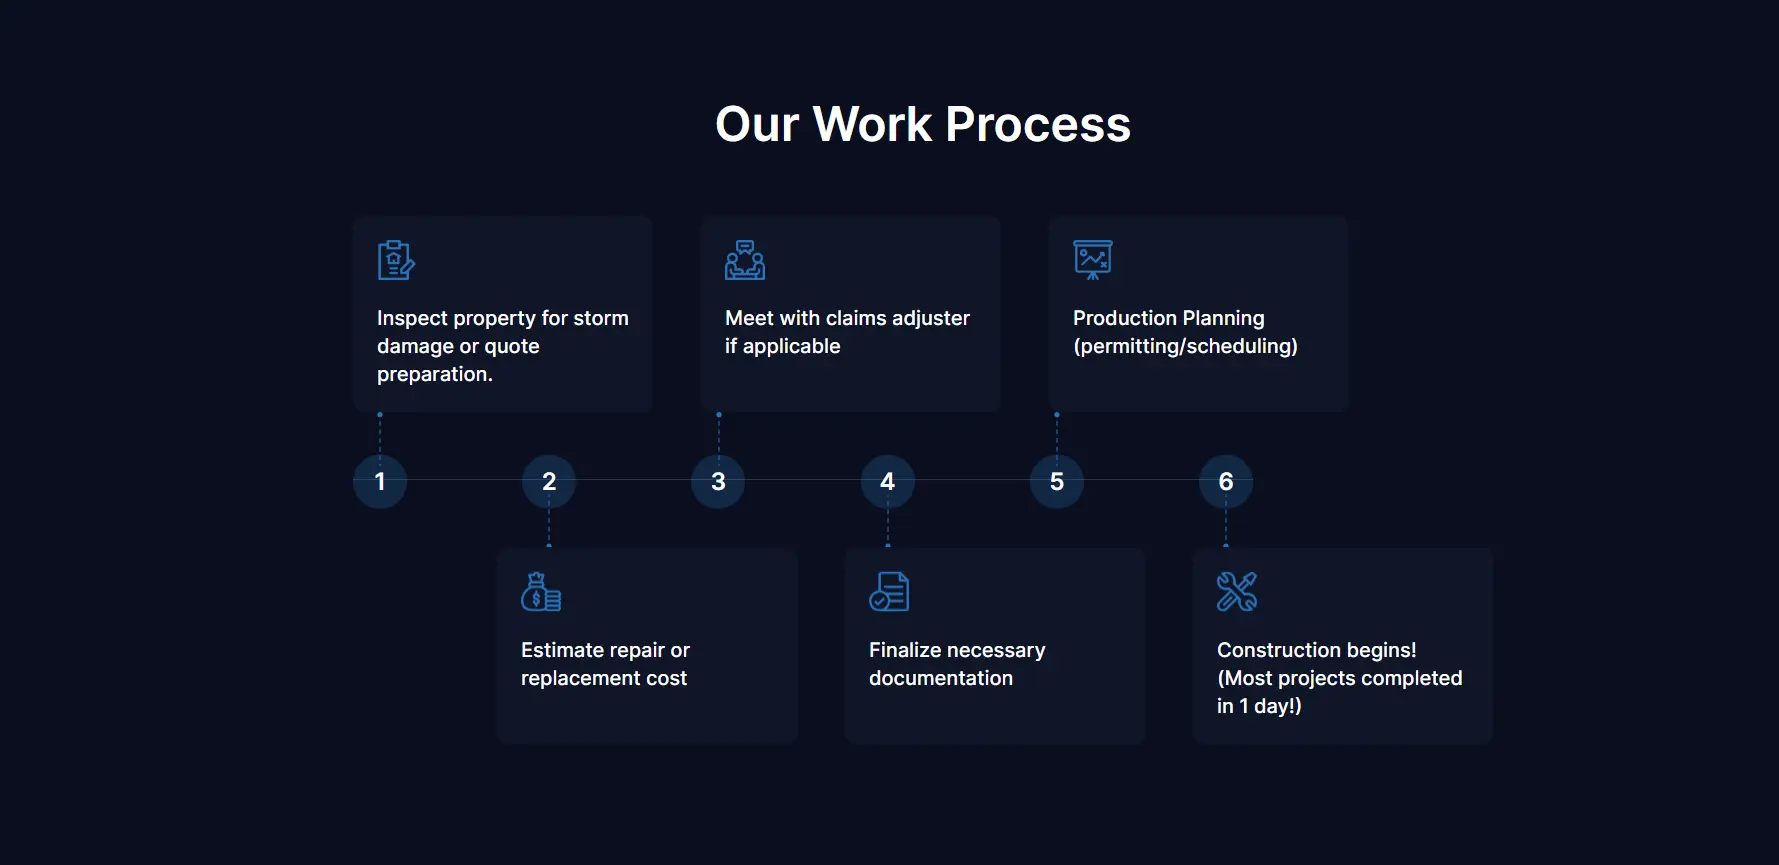 Our Work Process
Inspect property for storm
damage or quote
preparation.
Meet with claims adjuster
if applicable
Production Planning
(permitting/scheduling)
1
2
3
4
5
6
Estimate repair or
replacement cost
Finalize necessary
documentation
Construction begins!
(Most projects completed
in 1 day!)